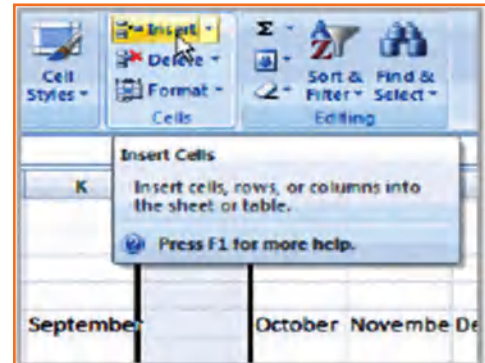 Insert
Σ
Delete
Cell
Styles
Format
Sort &
Filter
Find &
Select
Cells
Editing
Insert Cells
K
Insert cells, rows, or columns into
the sheet or table.
Press F1 for more help.
September
October
Novembe
De